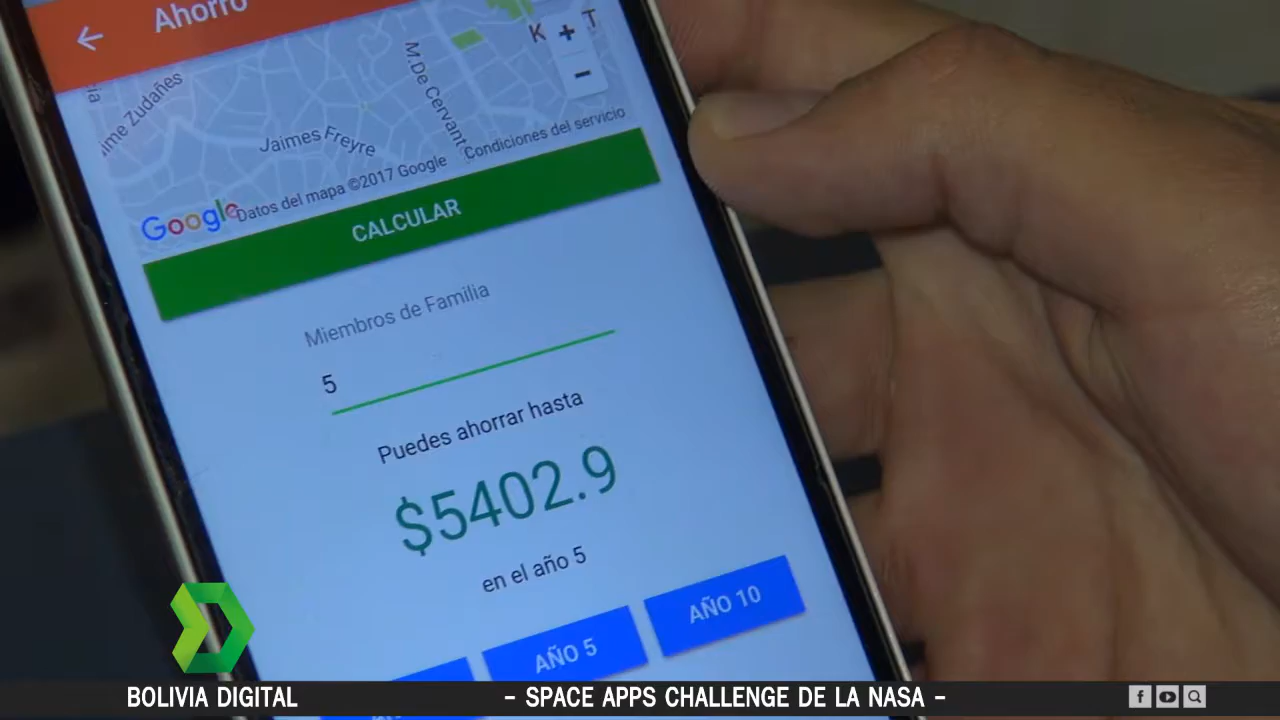 Ahorro
K
T
+
−
M.De Cervant
ime Zudañes
Jaimes Freyre
Condiciones del servicio
Datos del mapa ©2017 Google
Google
CALCULAR
Miembros de Familia
5
Puedes ahorrar hasta
$5402.9
en el año 5
AÑO 10
AÑO 5
BOLIVIA DIGITAL
- SPACE APPS CHALLENGE DE LA NASA -